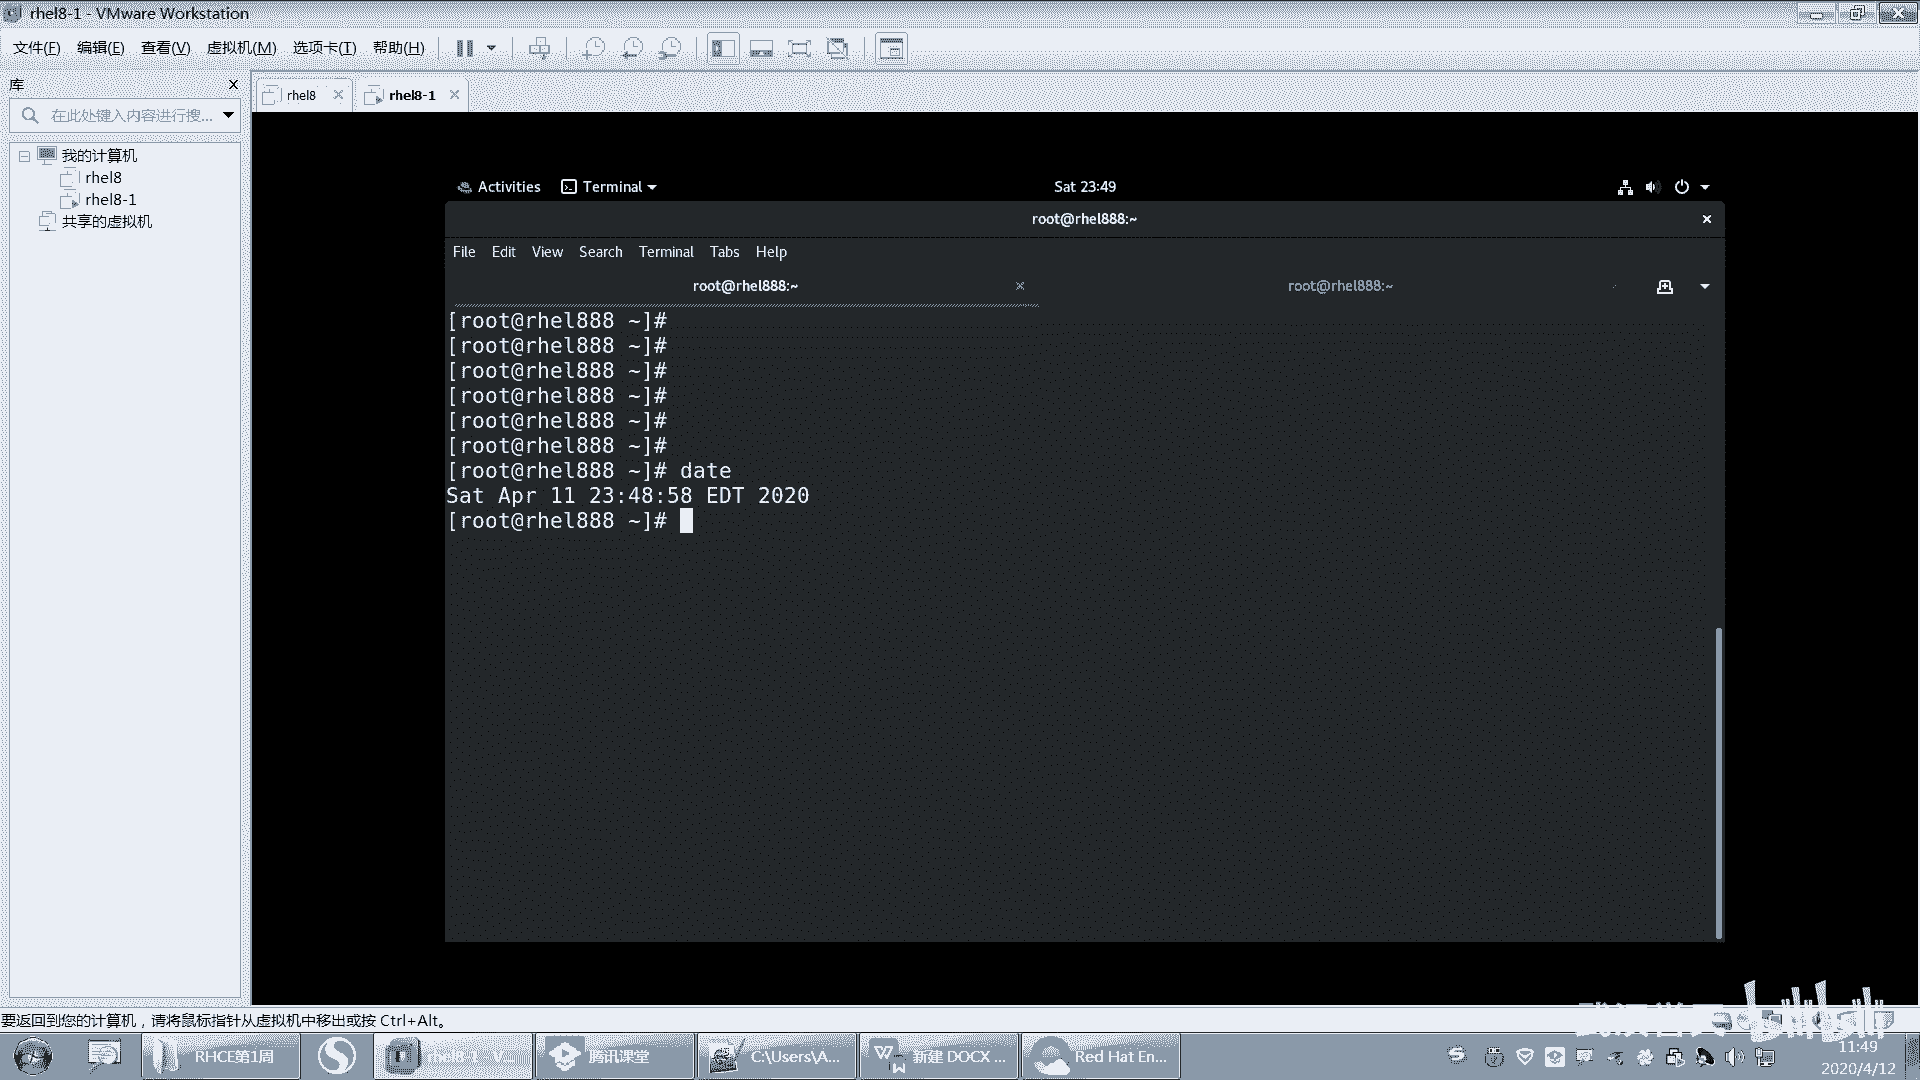 rhel8-1 - VMware Workstation
文件(F) 编辑(E) 查看(V) 虚拟机(M) 选项卡(T) 帮助(H)
库
在此处键入内容进行搜...
我的计算机
rhel8
rhel8-1
共享的虚拟机
rhel8 rhel8-1
Activities Terminal Sat 23:49
root@rhel888:~
File Edit View Search Terminal Tabs Help
root@rhel888:~ root@rhel888:~
[root@rhel888 ~]#
[root@rhel888 ~]#
[root@rhel888 ~]#
[root@rhel888 ~]#
[root@rhel888 ~]#
[root@rhel888 ~]#
[root@rhel888 ~]# date
Sat Apr 11 23:48:58 EDT 2020
[root@rhel888 ~]#
要返回到您的计算机，请将鼠标指针从虚拟机中移出或按 Ctrl+Alt。
bilibili
RHCE第1周 rhel8-1 - V... 腾讯课堂 C:\Users\A... 新建 DOCX ... Red Hat En...
11:49
2020/4/12